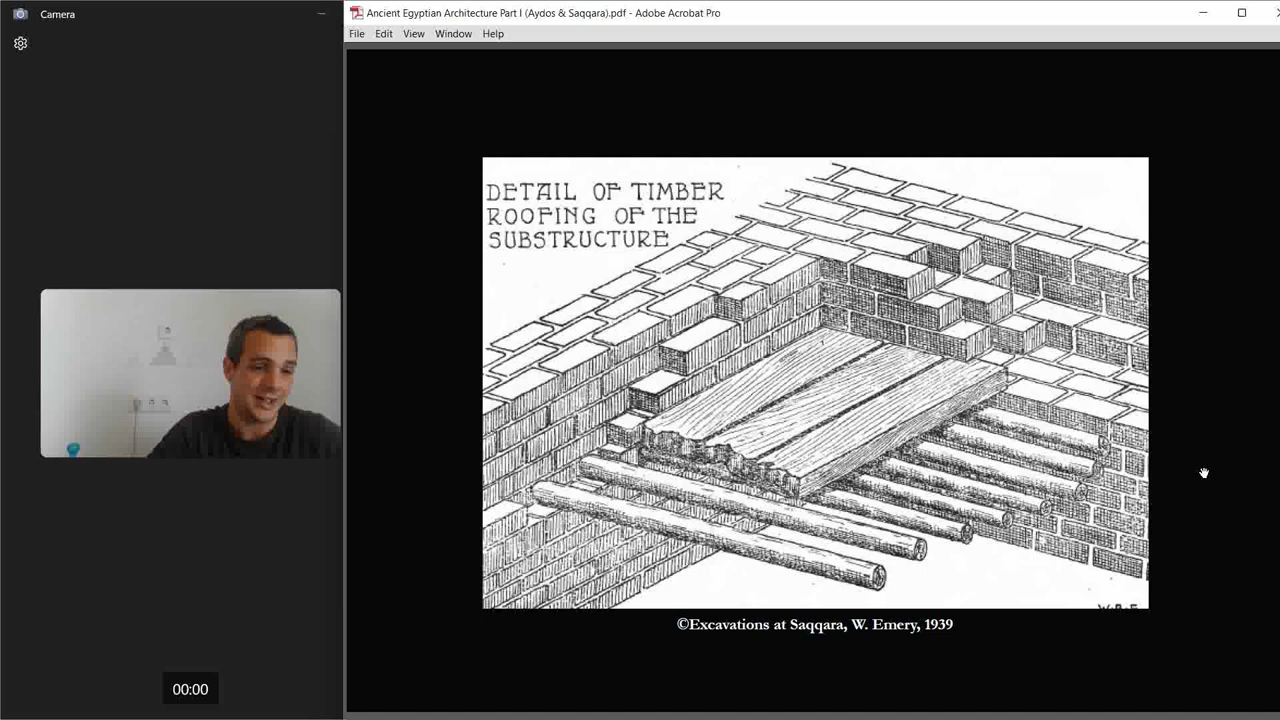 Camera
Ancient Egyptian Architecture Part I (Aydos & Saqqara).pdf - Adobe Acrobat Pro
File Edit View Window Help
DETAIL OF TIMBER
ROOFING OF THE
SUBSTRUCTURE
©Excavations at Saqqara, W. Emery, 1939
00:00